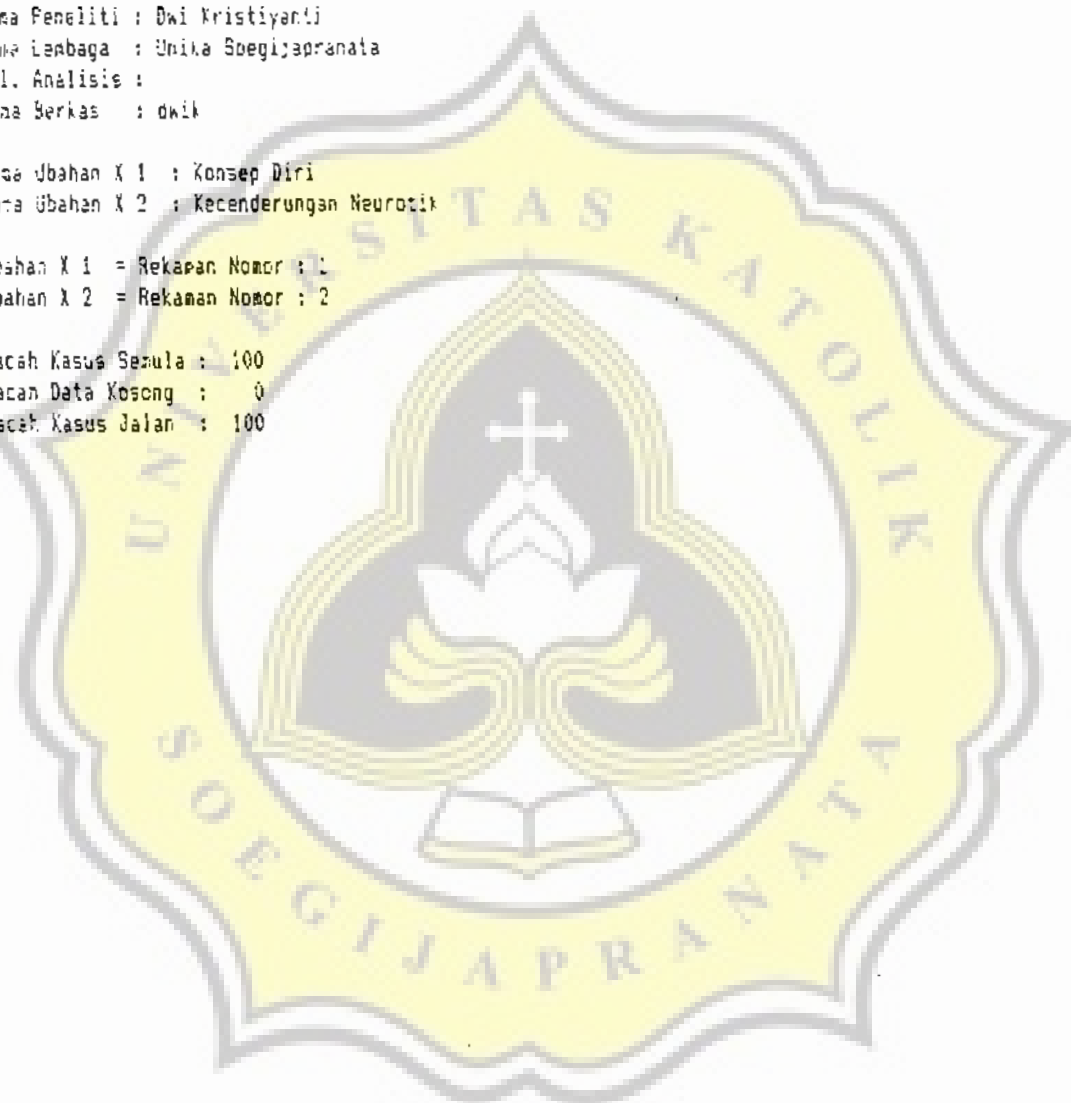 ma Peneliti : Dwi Kristiyanti
ma Lembaga : Unika Soegijapranata
l. Analisis :
ma Berkas : dwik
ma Ubahan X 1 : Konsep Diri
ma Ubahan X 2 : Kecenderungan Neurotik
bahan X 1 = Rekaman Nomor : 1
bahan X 2 = Rekaman Nomor : 2
acah Kasus Semula : 100
acah Data Kosong : 0
acah Kasus Jalan : 100
UNIVERSITAS KATOLIK
SOEGIJAPRANATA